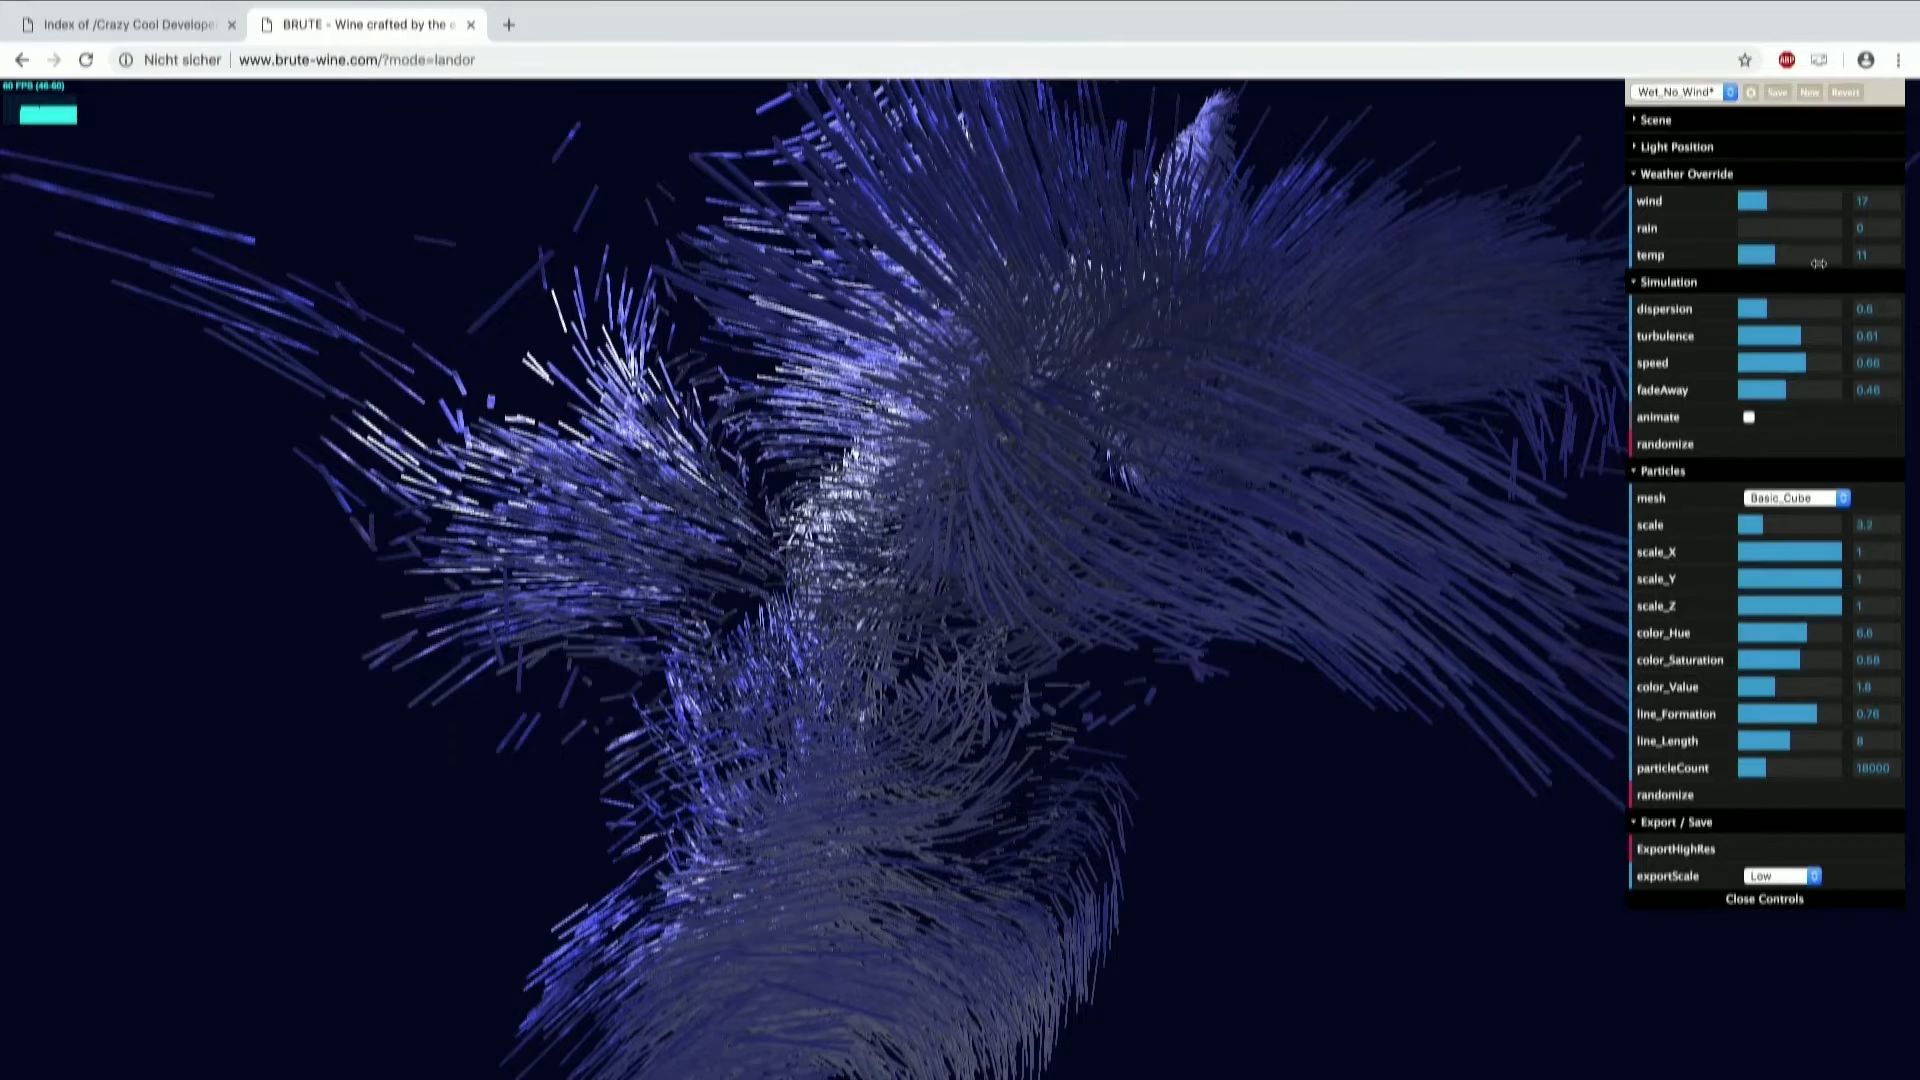 Index of /Crazy Cool Develope
BRUTE - Wine crafted by the e
Nicht sicher
www.brute-wine.com/?mode=landor
ABP
60 FPS (46-60)
Wet_No_Wind*
Save
New
Revert
Scene
Light Position
Weather Override
wind 17
rain 0
temp 11
Simulation
dispersion 0.6
turbulence 0.61
speed 0.66
fadeAway 0.46
animate
randomize
Particles
mesh Basic_Cube
scale 3.2
scale_X 1
scale_Y 1
scale_Z 1
color_Hue 6.6
color_Saturation 0.58
color_Value 1.8
line_Formation 0.76
line_Length 8
particleCount 18000
randomize
Export / Save
ExportHighRes
exportScale Low
Close Controls